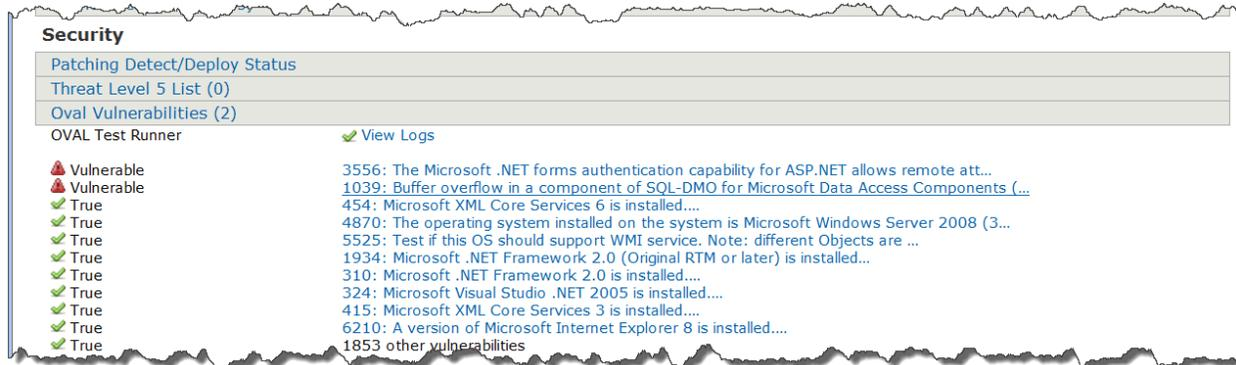 Security
Patching Detect/Deploy Status
Threat Level 5 List (0)
Oval Vulnerabilities (2)
OVAL Test Runner View Logs
Vulnerable 3556: The Microsoft .NET forms authentication capability for ASP.NET allows remote att...
Vulnerable 1039: Buffer overflow in a component of SQL-DMO for Microsoft Data Access Components (...
True 454: Microsoft XML Core Services 6 is installed....
True 4870: The operating system installed on the system is Microsoft Windows Server 2008 (3...
True 5525: Test if this OS should support WMI service. Note: different Objects are ...
True 1934: Microsoft .NET Framework 2.0 (Original RTM or later) is installed...
True 310: Microsoft .NET Framework 2.0 is installed....
True 324: Microsoft Visual Studio .NET 2005 is installed....
True 415: Microsoft XML Core Services 3 is installed....
True 6210: A version of Microsoft Internet Explorer 8 is installed....
True 1853 other vulnerabilities